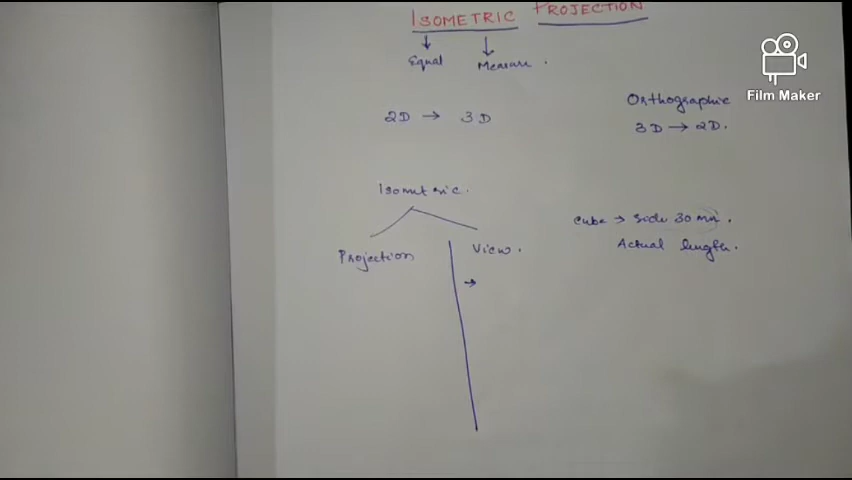 ISOMETRIC PROJECTION
Equal Measure.
2D → 3D
Orthographic
3D → 2D.
Isometric.
Projection View.
→
Cube → Side 30 mm.
Actual length.
Film Maker